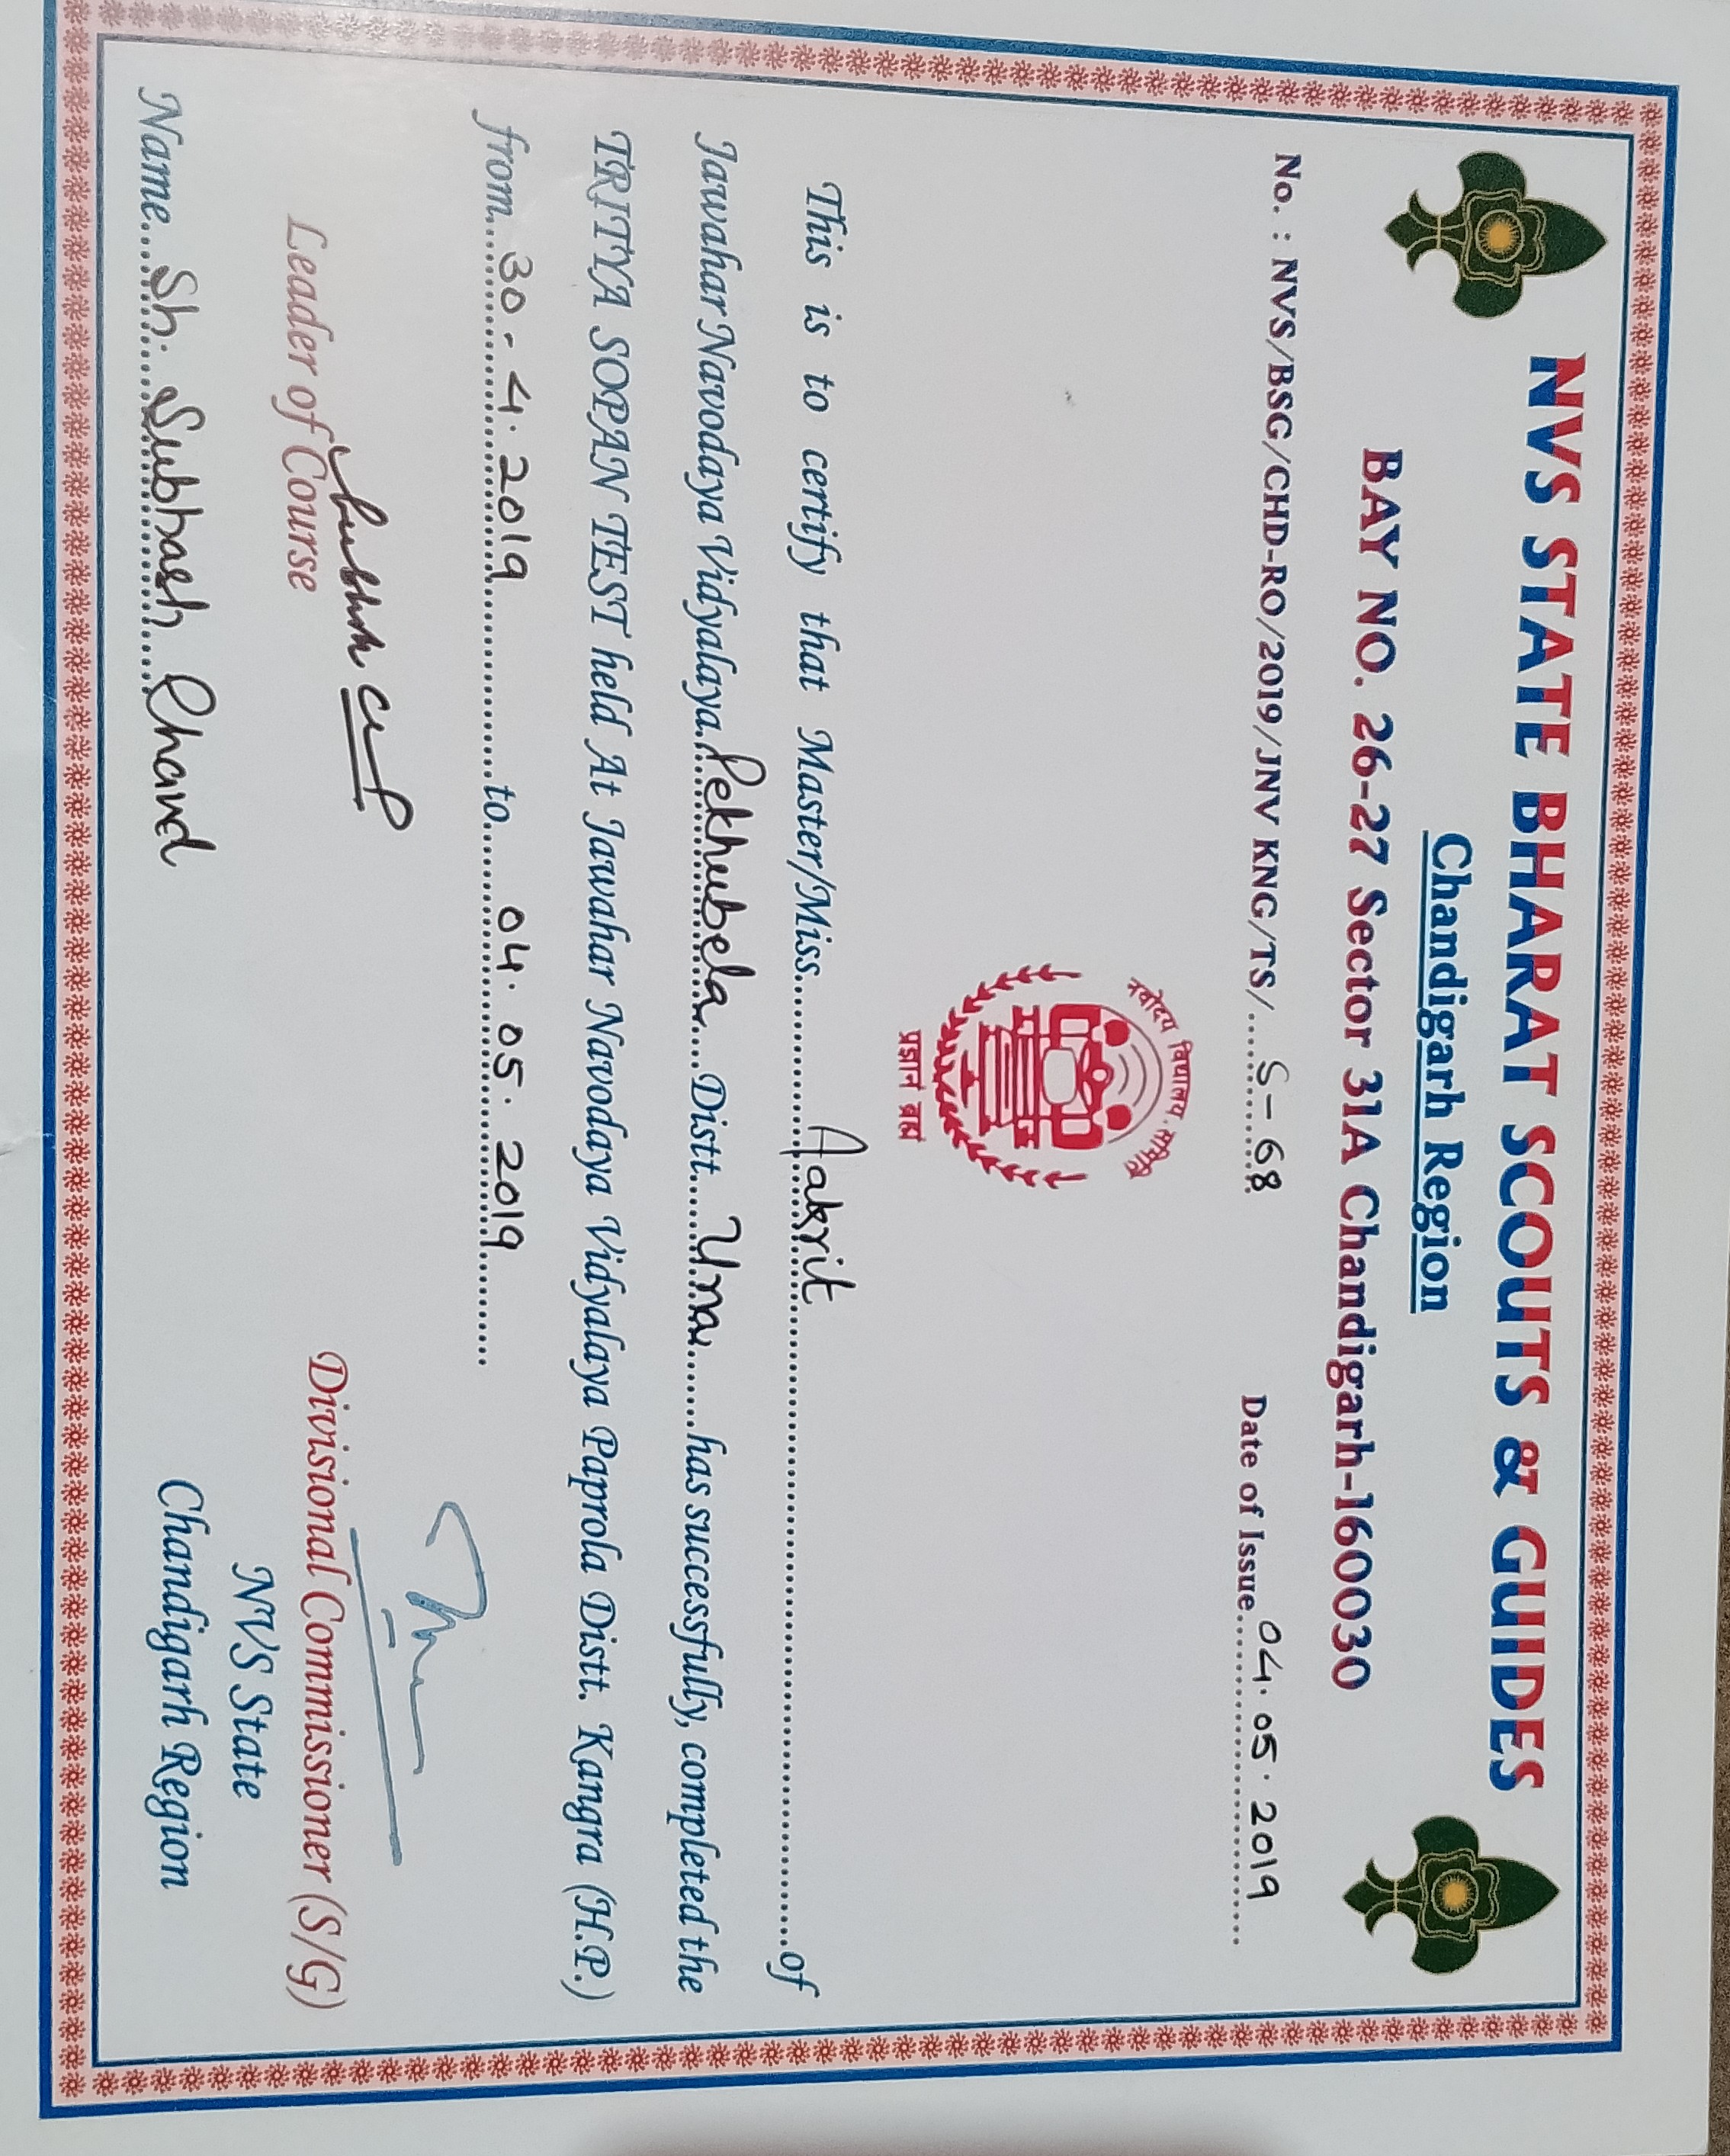 NVS STATE BHARAT SCOUTS & GUIDES
Chandigarh Region
BAY NO. 26-27 Sector 31A Chandigarh-160030
No. : NVS/BSG/CHD-RO/2019/JNV KNG/TS/....S-68
Date of Issue 04.05.2019
नवोदय विद्यालय समिति
प्रज्ञानं ब्रह्म
This is to certify that Master/Miss....Aakrit....of
Jawahar Navodaya Vidyalaya..Pekhubela....Distt....Una....has successfully, completed the
TRITYA SOPAN TEST held At Jawahar Navodaya Vidyalaya Paprola Distt. Kangra (H.P.)
from...30-4.2019....to....04.05.2019....
Subhash Chand
Leader of Course
Divisional Commissioner (S/G)
NVS State
Chandigarh Region
Name...Sh. Subhash Chand